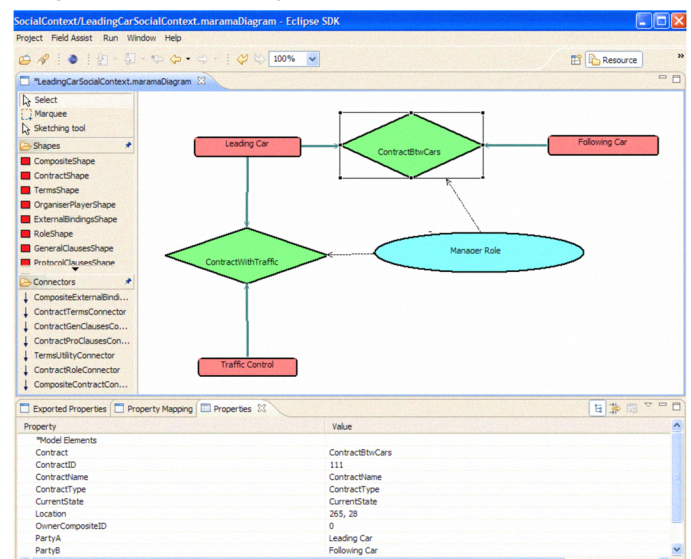 SocialContext/LeadingCarSocialContext.maramaDiagram - Eclipse SDK
Project Field Assist Run Window Help
100%
Resource
»
*LeadingCarSocialContext.maramaDiagram
Select
Marquee
Sketching tool
Shapes
CompositeShape
ContractShape
TermsShape
OrganiserPlayerShape
ExternalBindingsShape
RoleShape
GeneralClausesShape
ProtocolClausesShape
Connectors
CompositeExternalBindi...
ContractTermsConnector
ContractGenClausesCo...
ContractProClausesCon...
TermsUtilityConnector
ContractRoleConnector
CompositeContractCon...
Leading Car
ContractBtwCars
Following Car
ContractWithTraffic
Manager Role
Traffic Control
Exported Properties Property Mapping Properties
Property Value
*Model Elements
Contract ContractBtwCars
ContractID 111
ContractName ContractName
ContractType ContractType
CurrentState CurrentState
Location 265, 28
OwnerCompositeID 0
PartyA Leading Car
PartyB Following Car